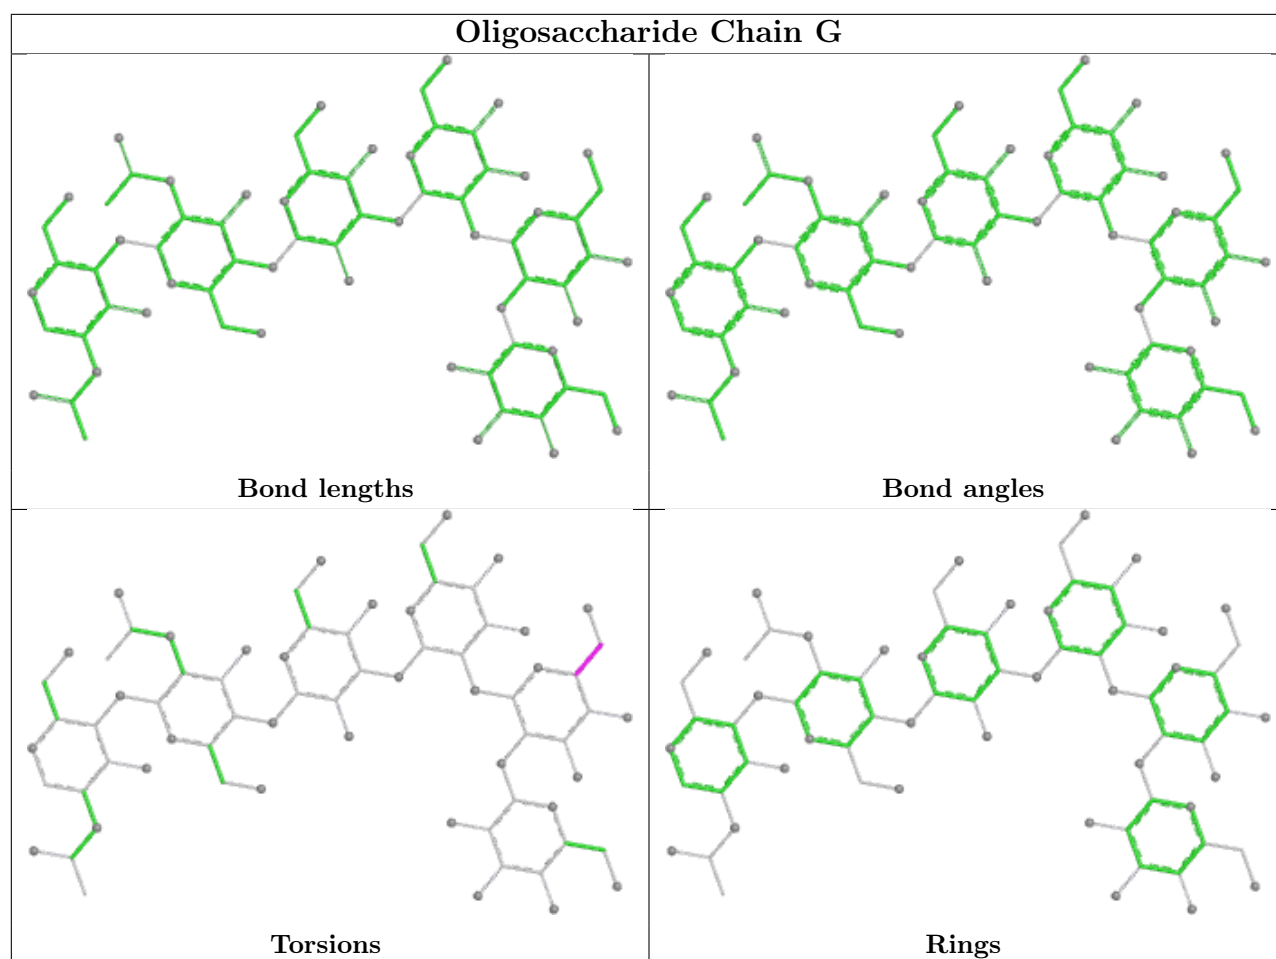 Oligosaccharide Chain G
Bond lengths
Bond angles
Torsions
Rings